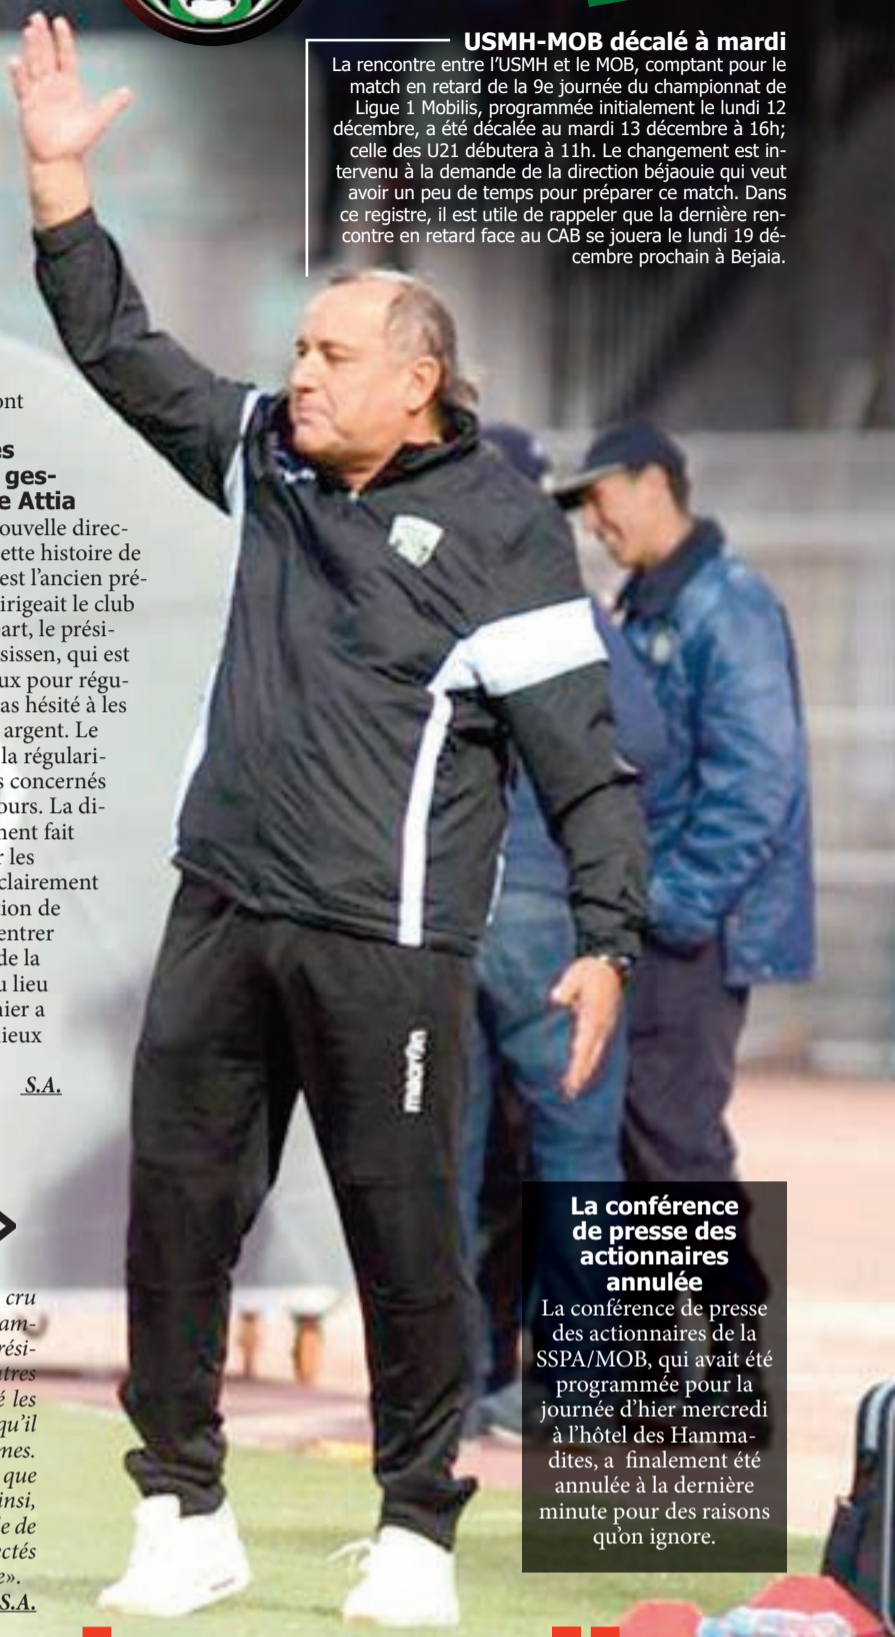 USMH-MOB décalé à mardi
La rencontre entre l'USMH et le MOB, comptant pour le
match en retard de la 9e journée du championnat de
Ligue 1 Mobilis, programmée initialement le lundi 12
décembre, a été décalée au mardi 13 décembre à 16h;
celle des U21 débutera à 11h. Le changement est in-
tervenu à la demande de la direction béjaouie qui veut
avoir un peu de temps pour préparer ce match. Dans
ce registre, il est utile de rappeler que la dernière ren-
contre en retard face au CAB se jouera le lundi 19 dé-
cembre prochain à Bejaia.
ont
es
ges-
e Attia
ouvelle direc-
ette histoire de
est l'ancien pré-
irigeait le club
art, le prési-
sissen, qui est
ux pour régu-
as hésité à les
argent. Le
la régulari-
s concernés
ours. La di-
ment fait
r les
clairement
tion de
entrer
de la
u lieu
nier a
ieux
S.A.
cru
am-
rési-
utres
é les
qu'il
mes.
que
insi,
le de
ectés
e».
S.A.
macron
La conférence
de presse des
actionnaires
annulée
La conférence de presse
des actionnaires de la
SSPA/MOB, qui avait été
programmée pour la
journée d'hier mercredi
à l'hôtel des Hamma-
dites, a finalement été
annulée à la dernière
minute pour des raisons
qu'on ignore.